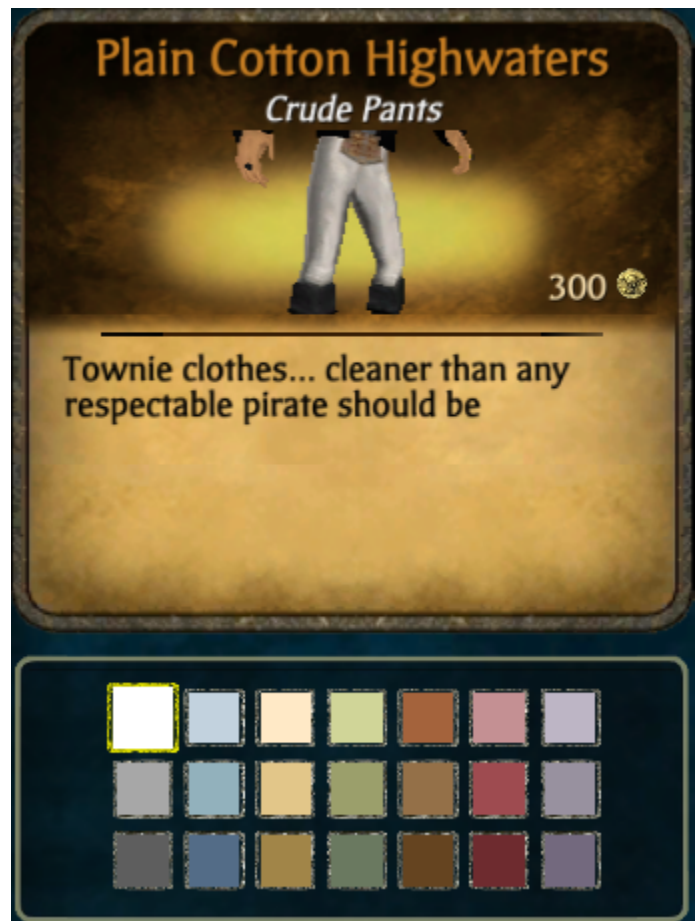 Plain Cotton Highwaters
Crude Pants
300
Townie clothes... cleaner than any
respectable pirate should be